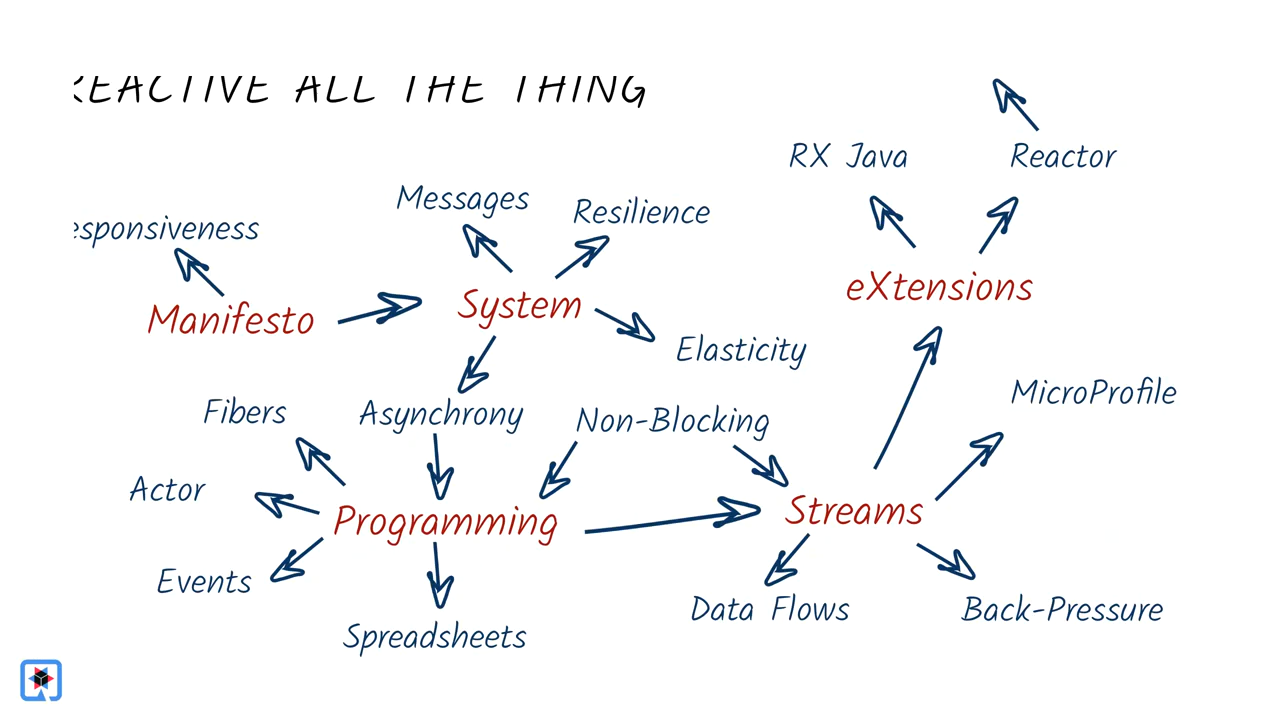 REACTIVE ALL THE THING
RX Java
Reactor
Messages
Resilience
esponsiveness
eXtensions
System
Manifesto
Elasticity
MicroProfile
Fibers
Asynchrony
Non-Blocking
Actor
Streams
Programming
Events
Data Flows
Back-Pressure
Spreadsheets